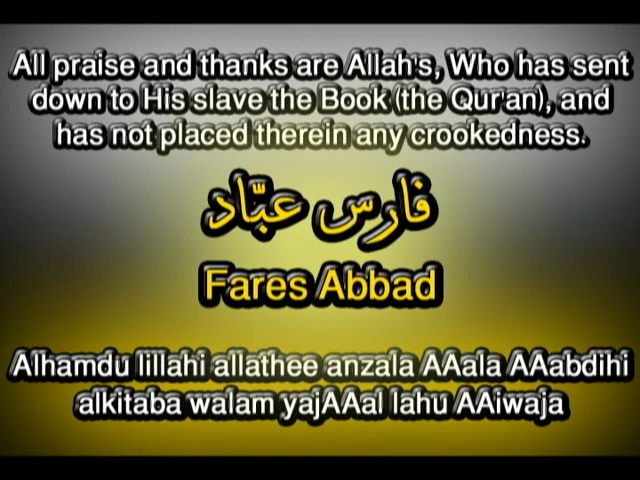 All praise and thanks are Allah's, Who has sent
down to His slave the Book (the Qur'an), and
has not placed therein any crookedness.
فارس عبّاد
Fares Abbad
Alhamdu lillahi allathee anzala AAala AAabdihi
alkitaba walam yajAAal lahu AAiwaja